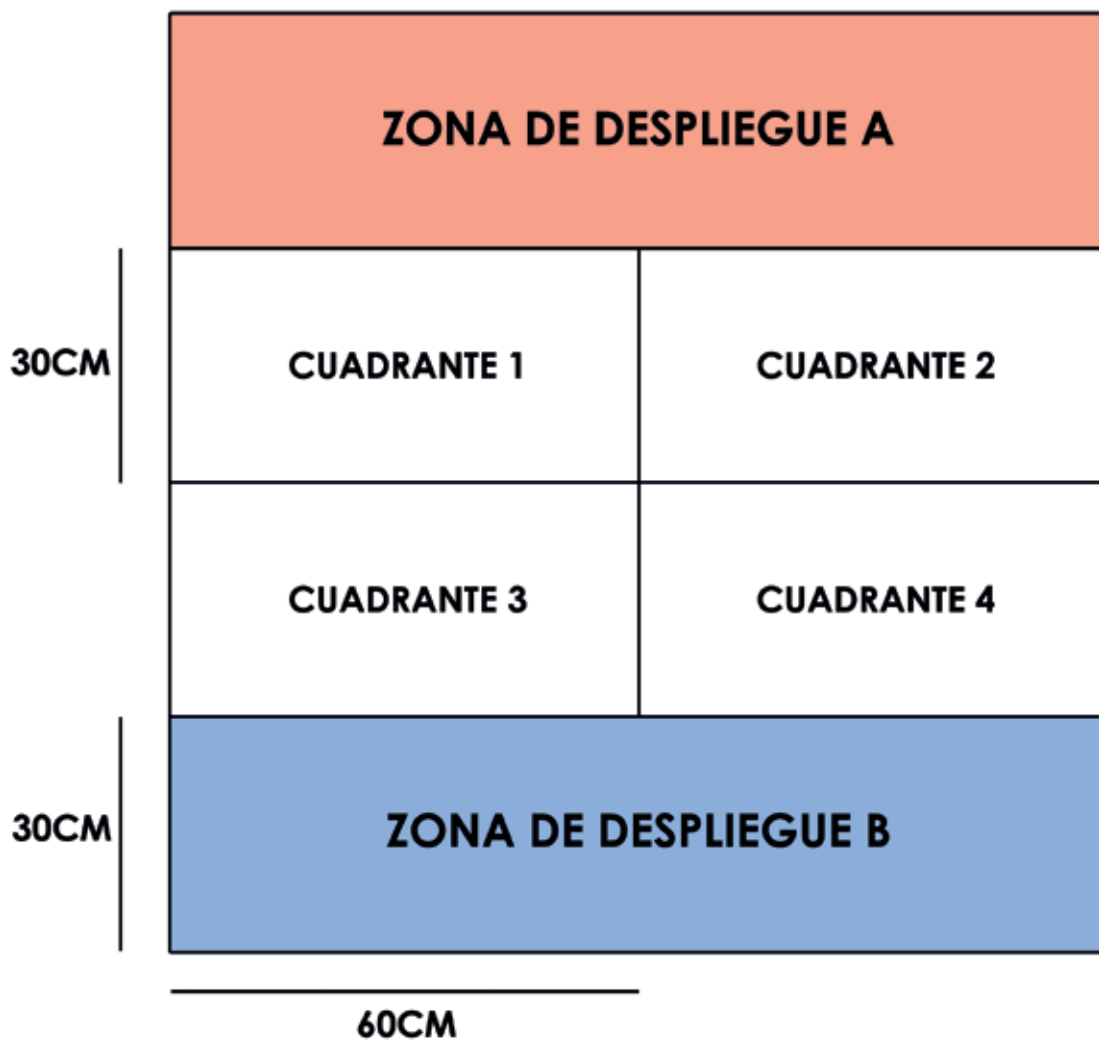 ZONA DE DESPLIEGUE A
30CM
CUADRANTE 1
CUADRANTE 2
CUADRANTE 3
CUADRANTE 4
30CM
ZONA DE DESPLIEGUE B
60CM